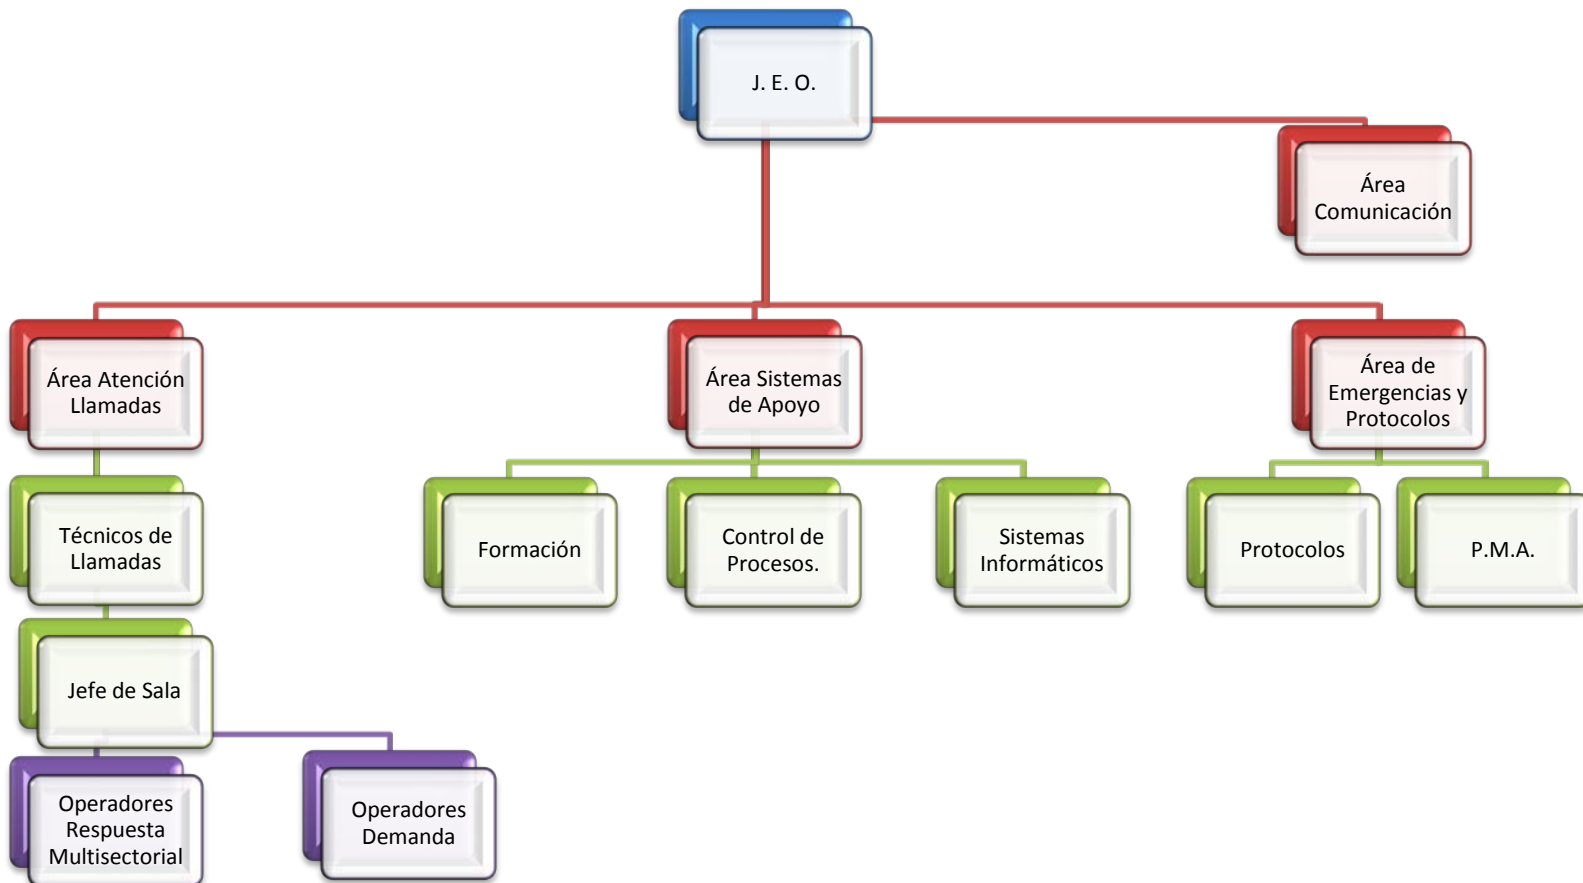 J. E. O.
Área
Comunicación
Área Atención
Llamadas
Área Sistemas
de Apoyo
Área de
Emergencias y
Protocolos
Técnicos de
Llamadas
Formación
Control de
Procesos.
Sistemas
Informáticos
Protocolos
P.M.A.
Jefe de Sala
Operadores
Respuesta
Multisectorial
Operadores
Demanda